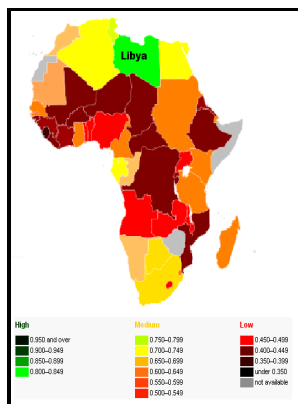 Libya
High
0.950 and over
0.900–0.949
0.850–0.899
0.800–0.849
Medium
0.750–0.799
0.700–0.749
0.650–0.699
0.600–0.649
0.550–0.599
0.500–0.549
Low
0.450–0.499
0.400–0.449
0.350–0.399
under 0.350
not available